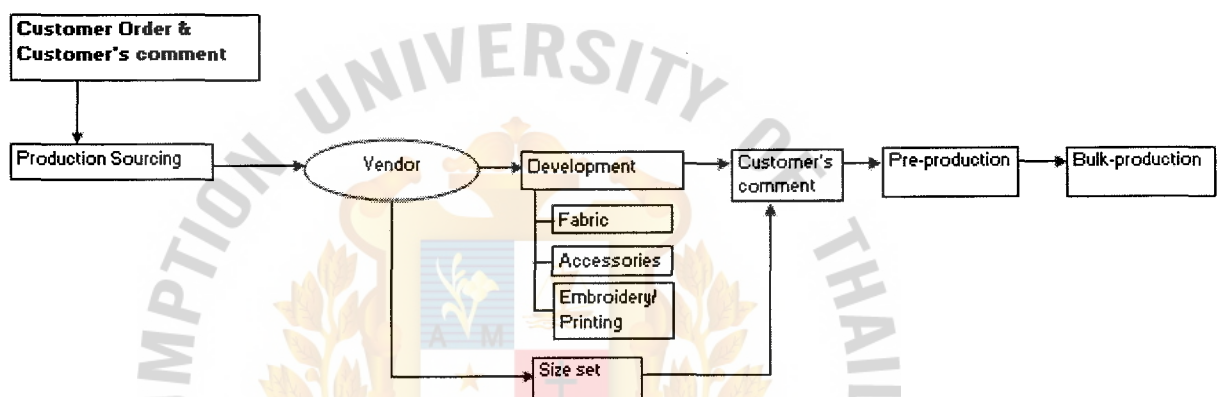 Customer Order &
Customer's comment
Production Sourcing
Vendor
Development
Customer's
comment
Pre-production
Bulk-production
Fabric
Accessories
Embroidery/
Printing
Size set
UNIVERSITY OF
A M
T